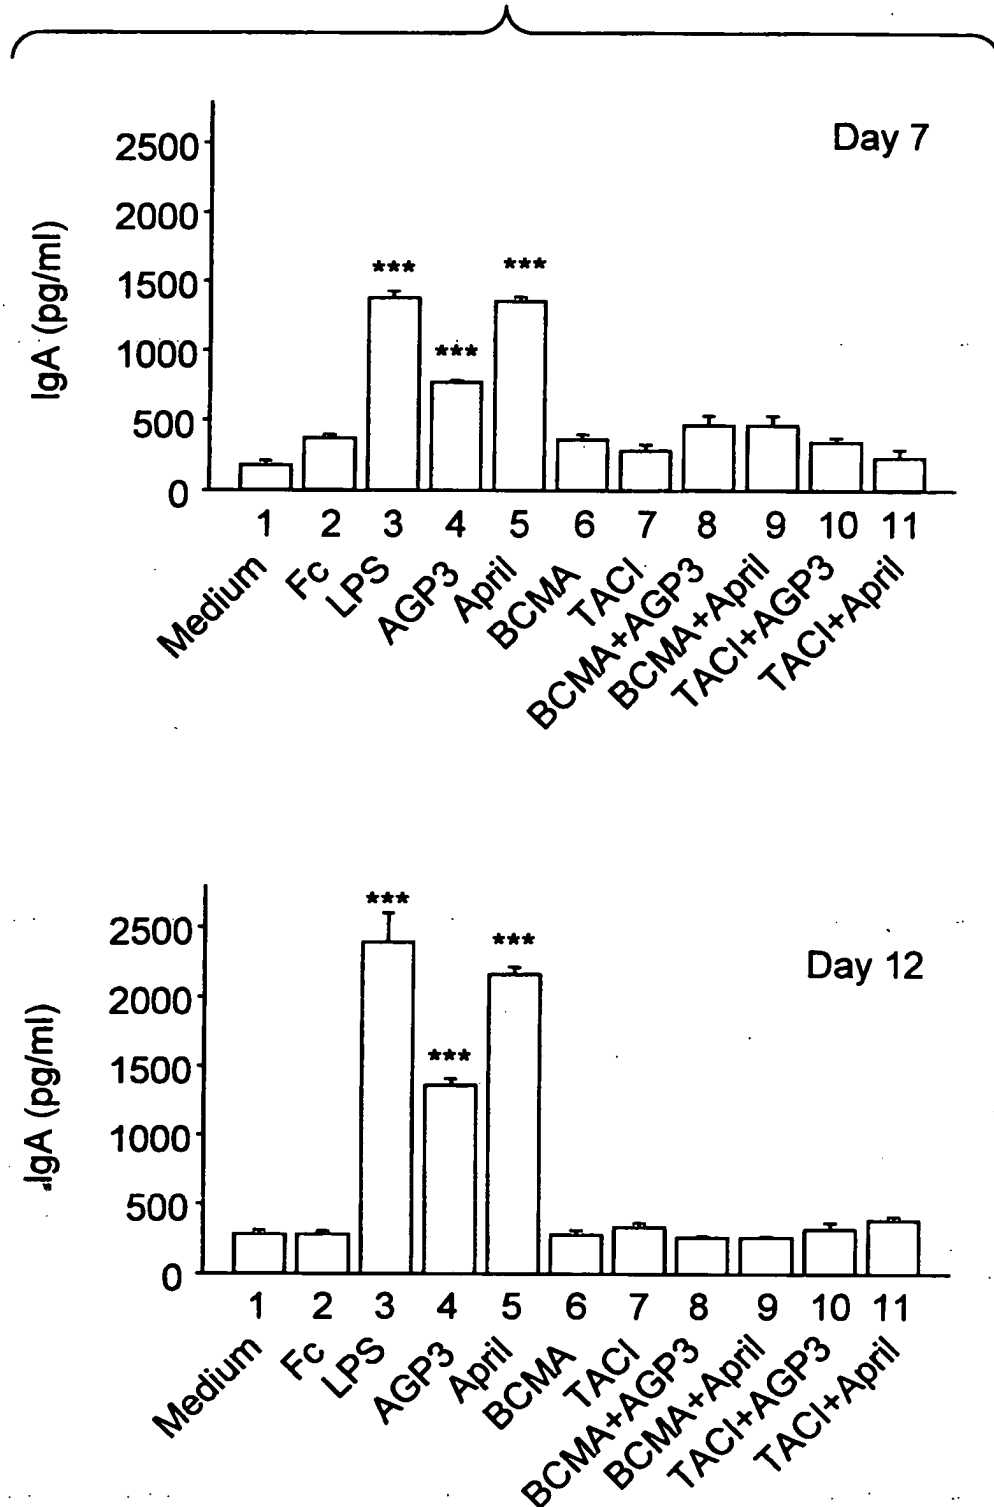 Day 7
IgA (pg/ml)
2500
2000
1500
1000
500
0
***
***
***
1 2 3 4 5 6 7 8 9 10 11
Medium
Fc
LPS
AGP3
April
BCMA
TACI
BCMA+AGP3
BCMA+April
TACI+AGP3
TACI+April
Day 12
IgA (pg/ml)
2500
2000
1500
1000
500
0
***
***
***
1 2 3 4 5 6 7 8 9 10 11
Medium
Fc
LPS
AGP3
April
BCMA
TACI
BCMA+AGP3
BCMA+April
TACI+AGP3
TACI+April